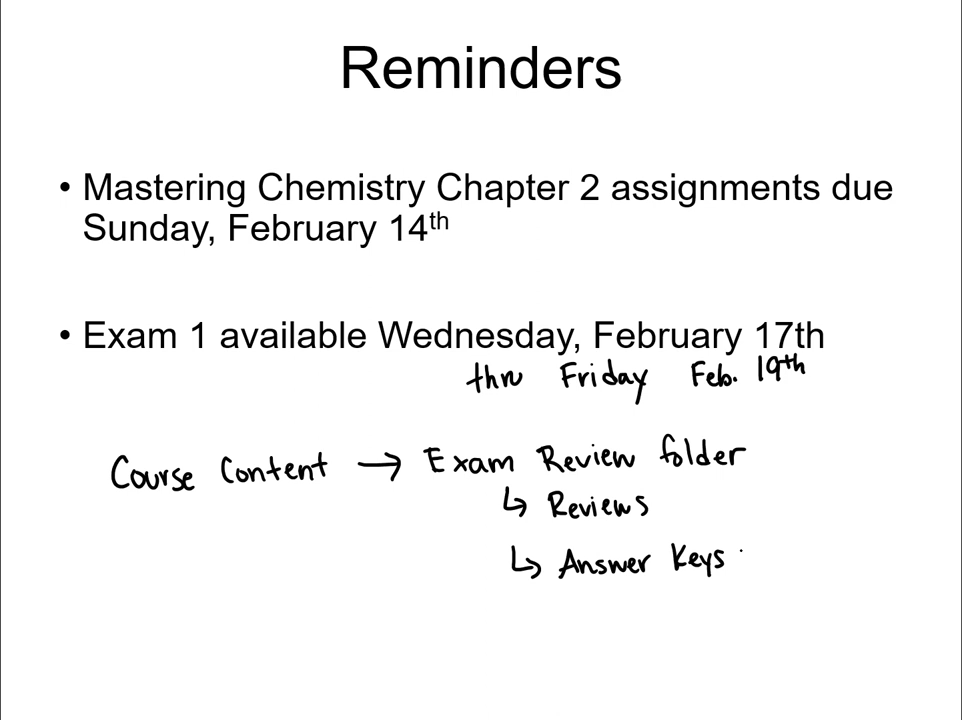 Reminders
• Mastering Chemistry Chapter 2 assignments due
Sunday, February 14th
• Exam 1 available Wednesday, February 17th
thru Friday Feb. 19th
Course Content → Exam Review folder
↳ Reviews
↳ Answer Keys